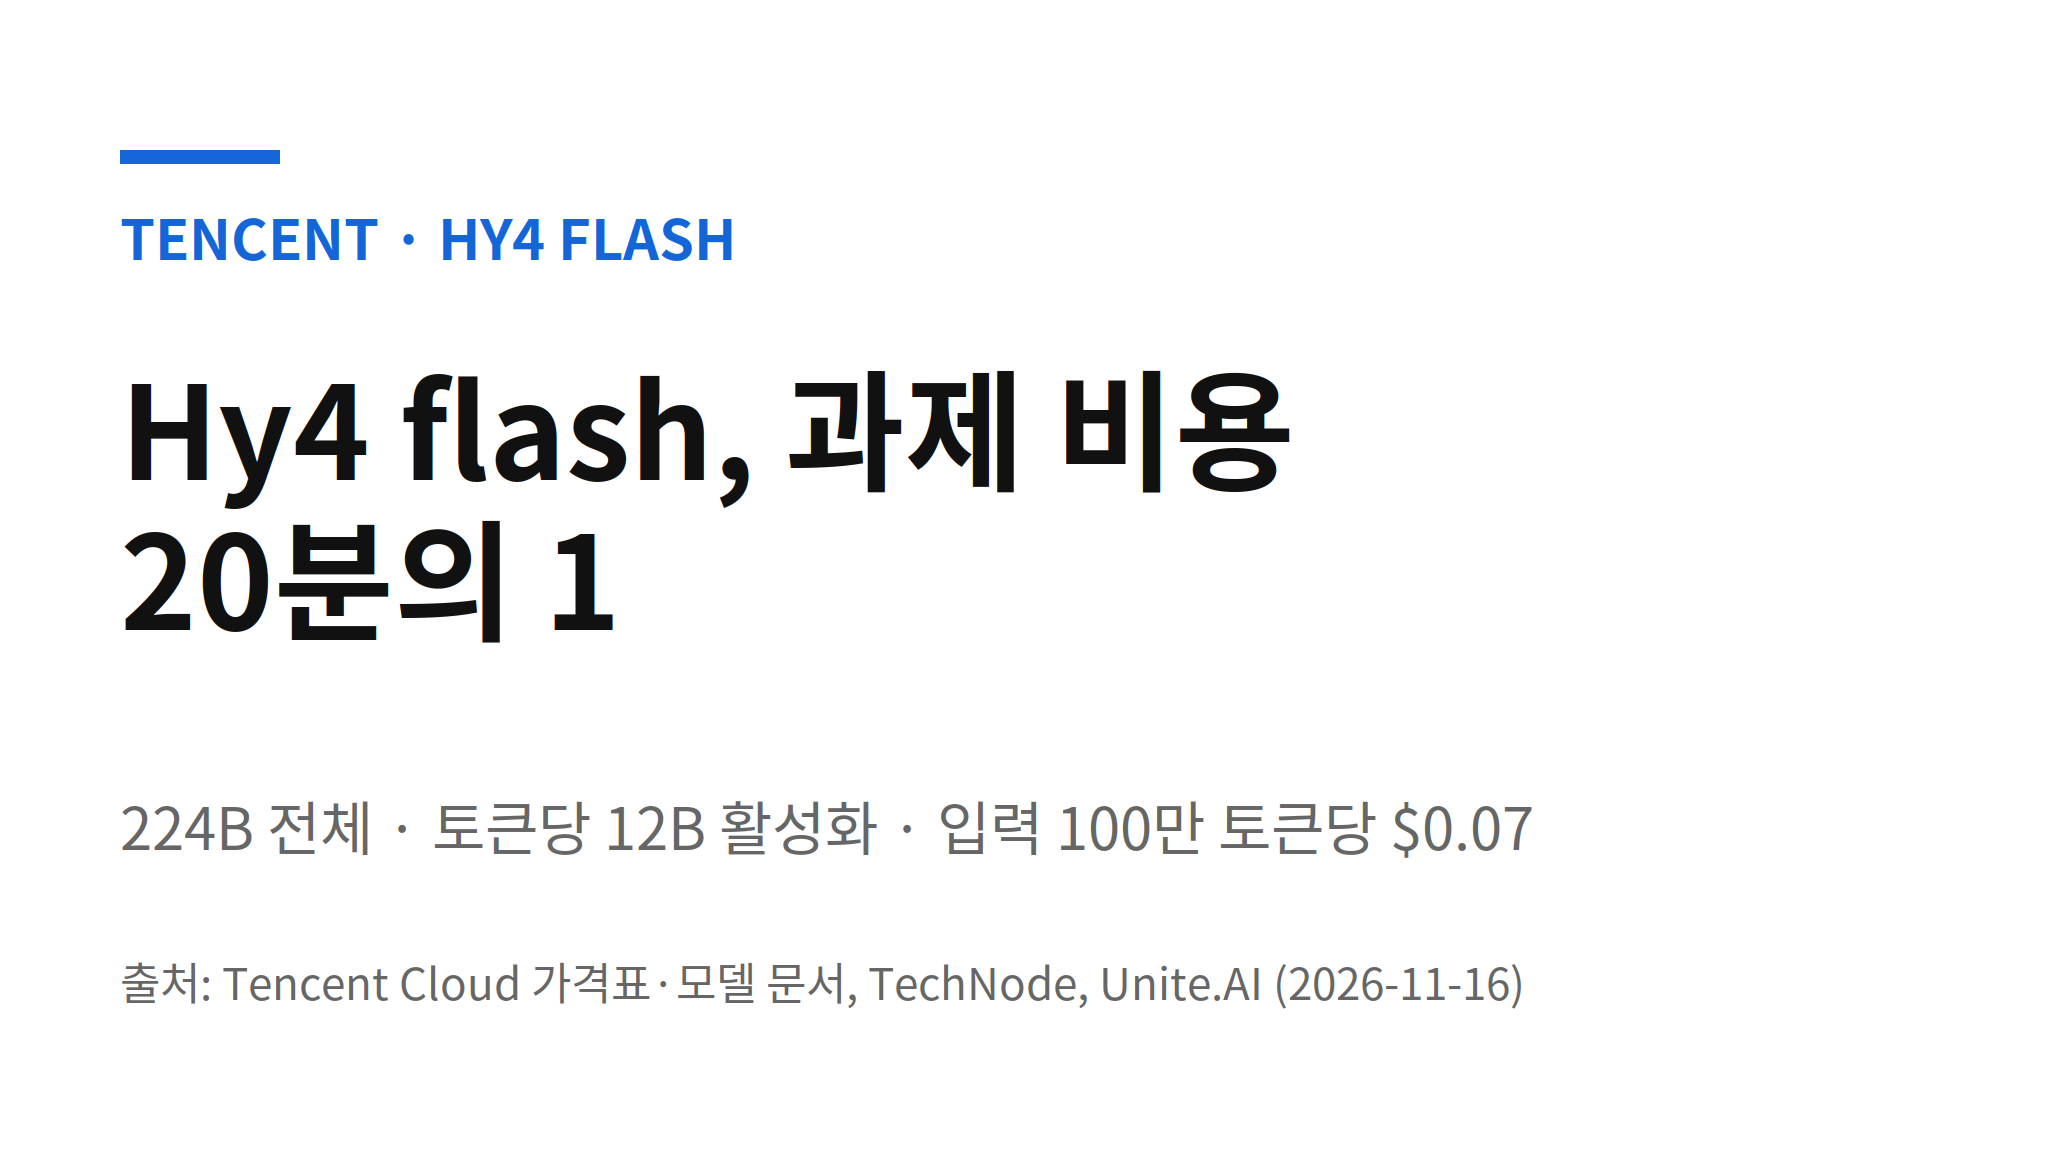 TENCENT · HY4 FLASH
Hy4 flash, 과제 비용
20분의 1
224B 전체 · 토큰당 12B 활성화 · 입력 100만 토큰당 $0.07
출처: Tencent Cloud 가격표·모델 문서, TechNode, Unite.AI (2026-11-16)